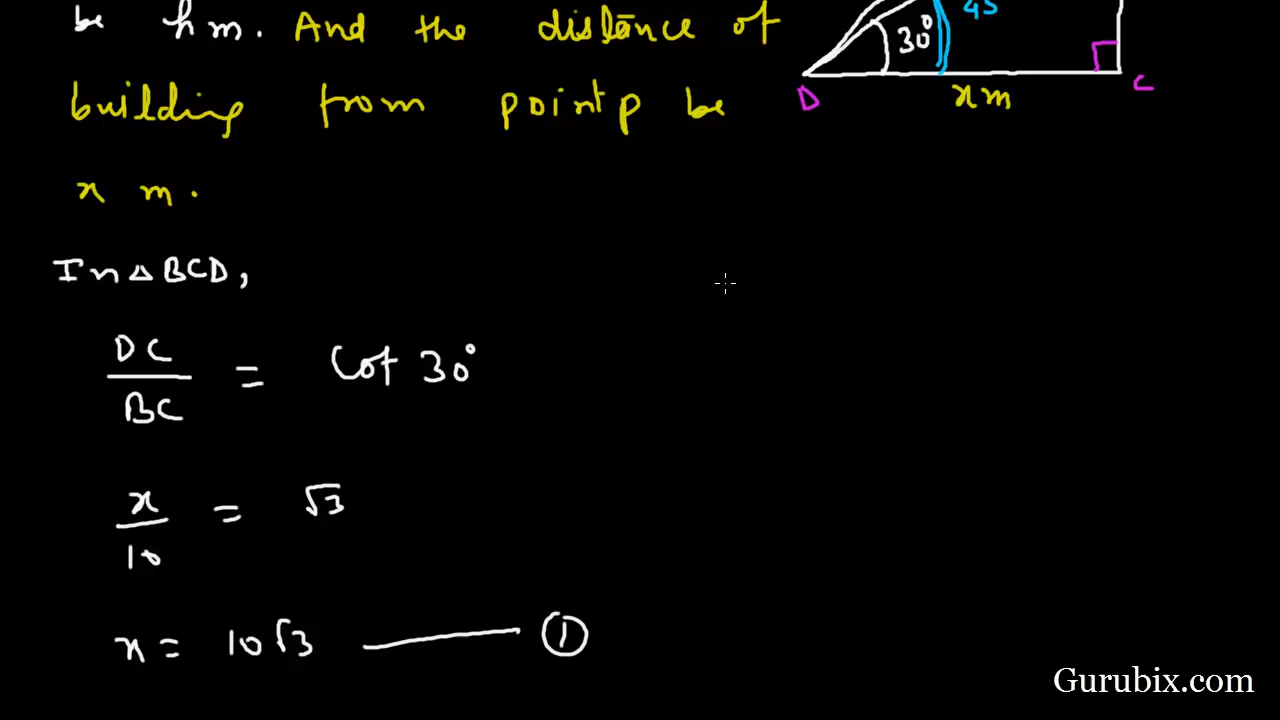 be h m. And the distance of
building from point p be
x m.
In △ BCD,
DC
BC
= Cot 30°
x
10
= √3
x = 10√3 ——— ①
45
30°
D
x m
C
Gurubix.com